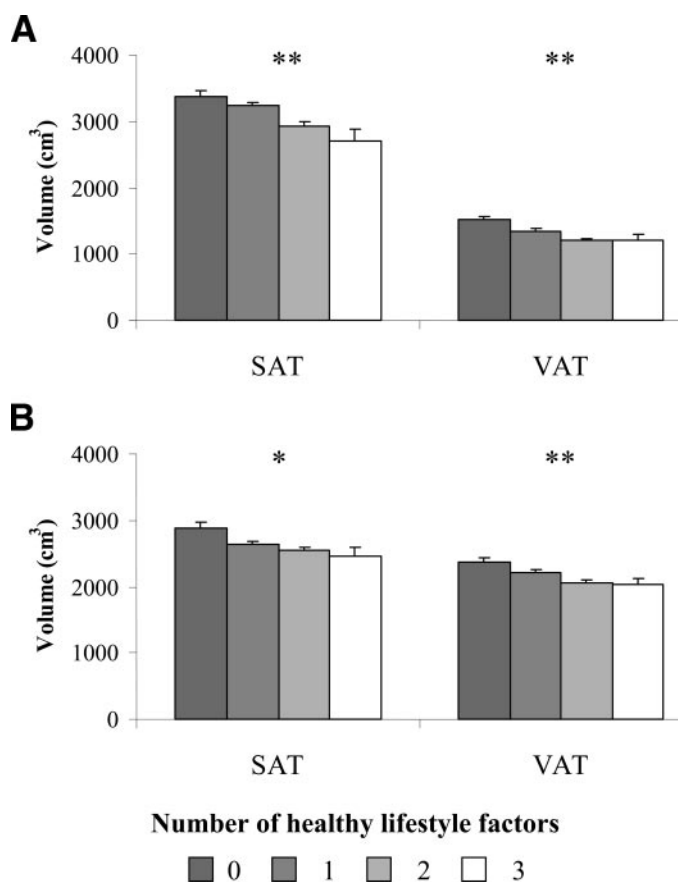 A
4000
3000
2000
1000
0
Volume (cm³)
**
**
SAT VAT
B
4000
3000
2000
1000
0
Volume (cm³)
*
**
SAT VAT
Number of healthy lifestyle factors
0 1 2 3